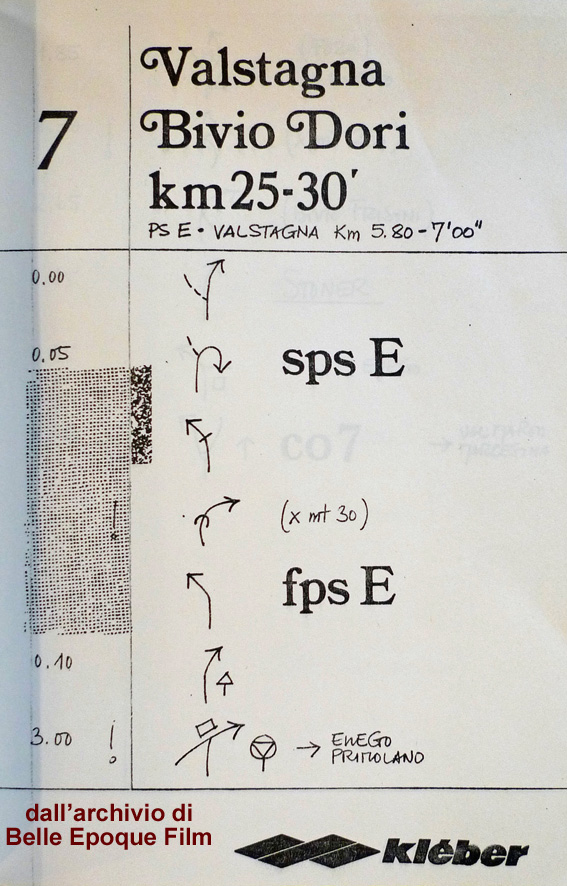 7
Valstagna
Bivio Dori
km 25-30'
PS E • VALSTAGNA Km 5.80 - 7'00"
0.00
0.05
sps E
! (x mt 30)
fps E
0.10
3.00 ! → ENEGO
PRIMOLANO
dall'archivio di
Belle Epoque Film
kléber